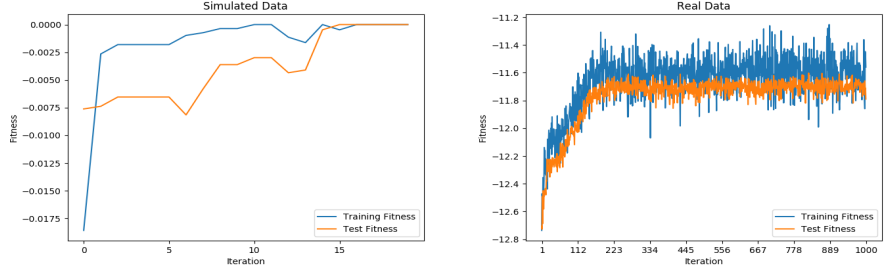 Simulated Data
Fitness
0.0000
−0.0025
−0.0050
−0.0075
−0.0100
−0.0125
−0.0150
−0.0175
0 5 10 15
Iteration
Training Fitness
Test Fitness
Real Data
Fitness
−11.2
−11.4
−11.6
−11.8
−12.0
−12.2
−12.4
−12.6
−12.8
1 112 223 334 445 556 667 778 889 1000
Iteration
Training Fitness
Test Fitness